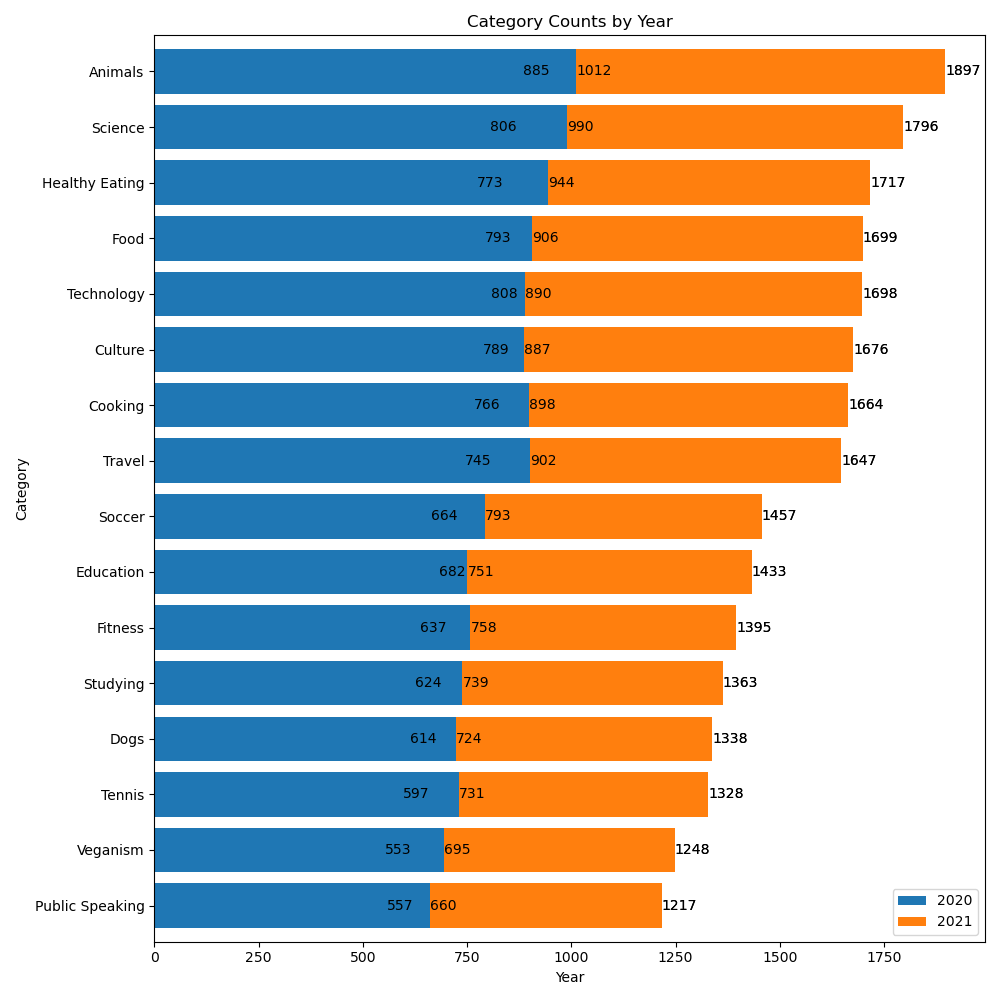 Category Counts by Year
Animals 885 1012 1897
Science 806 990 1796
Healthy Eating 773 944 1717
Food 793 906 1699
Technology 808 890 1698
Culture 789 887 1676
Cooking 766 898 1664
Travel 745 902 1647
Soccer 664 793 1457
Education 682 751 1433
Fitness 637 758 1395
Studying 624 739 1363
Dogs 614 724 1338
Tennis 597 731 1328
Veganism 553 695 1248
Public Speaking 557 660 1217
Category
2020
2021
0 250 500 750 1000 1250 1500 1750
Year